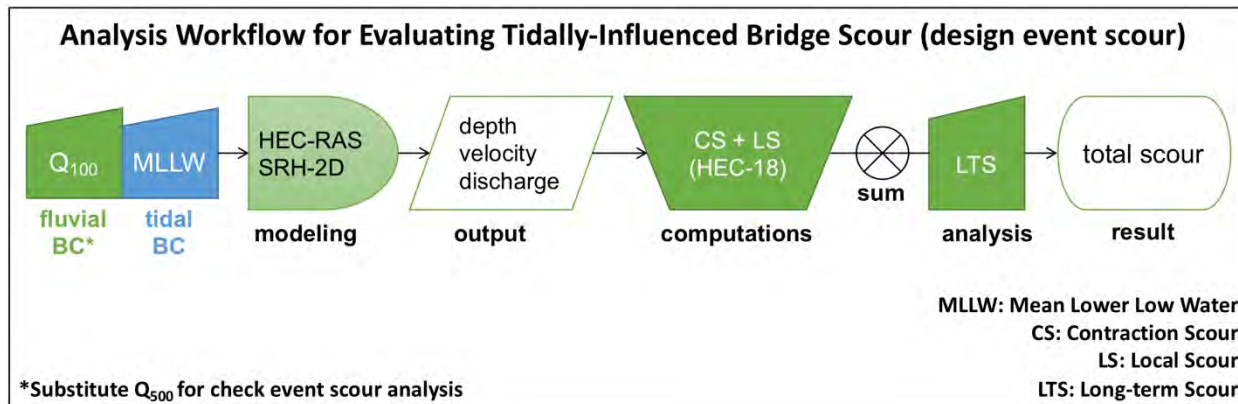 Analysis Workflow for Evaluating Tidally-Influenced Bridge Scour (design event scour)
Q₁₀₀
MLLW
HEC-RAS
SRH-2D
depth
velocity
discharge
CS + LS
(HEC-18)
LTS
total scour
fluvial
BC*
tidal
BC
modeling
output
computations
sum
analysis
result
MLLW: Mean Lower Low Water
CS: Contraction Scour
LS: Local Scour
LTS: Long-term Scour
*Substitute Q₅₀₀ for check event scour analysis